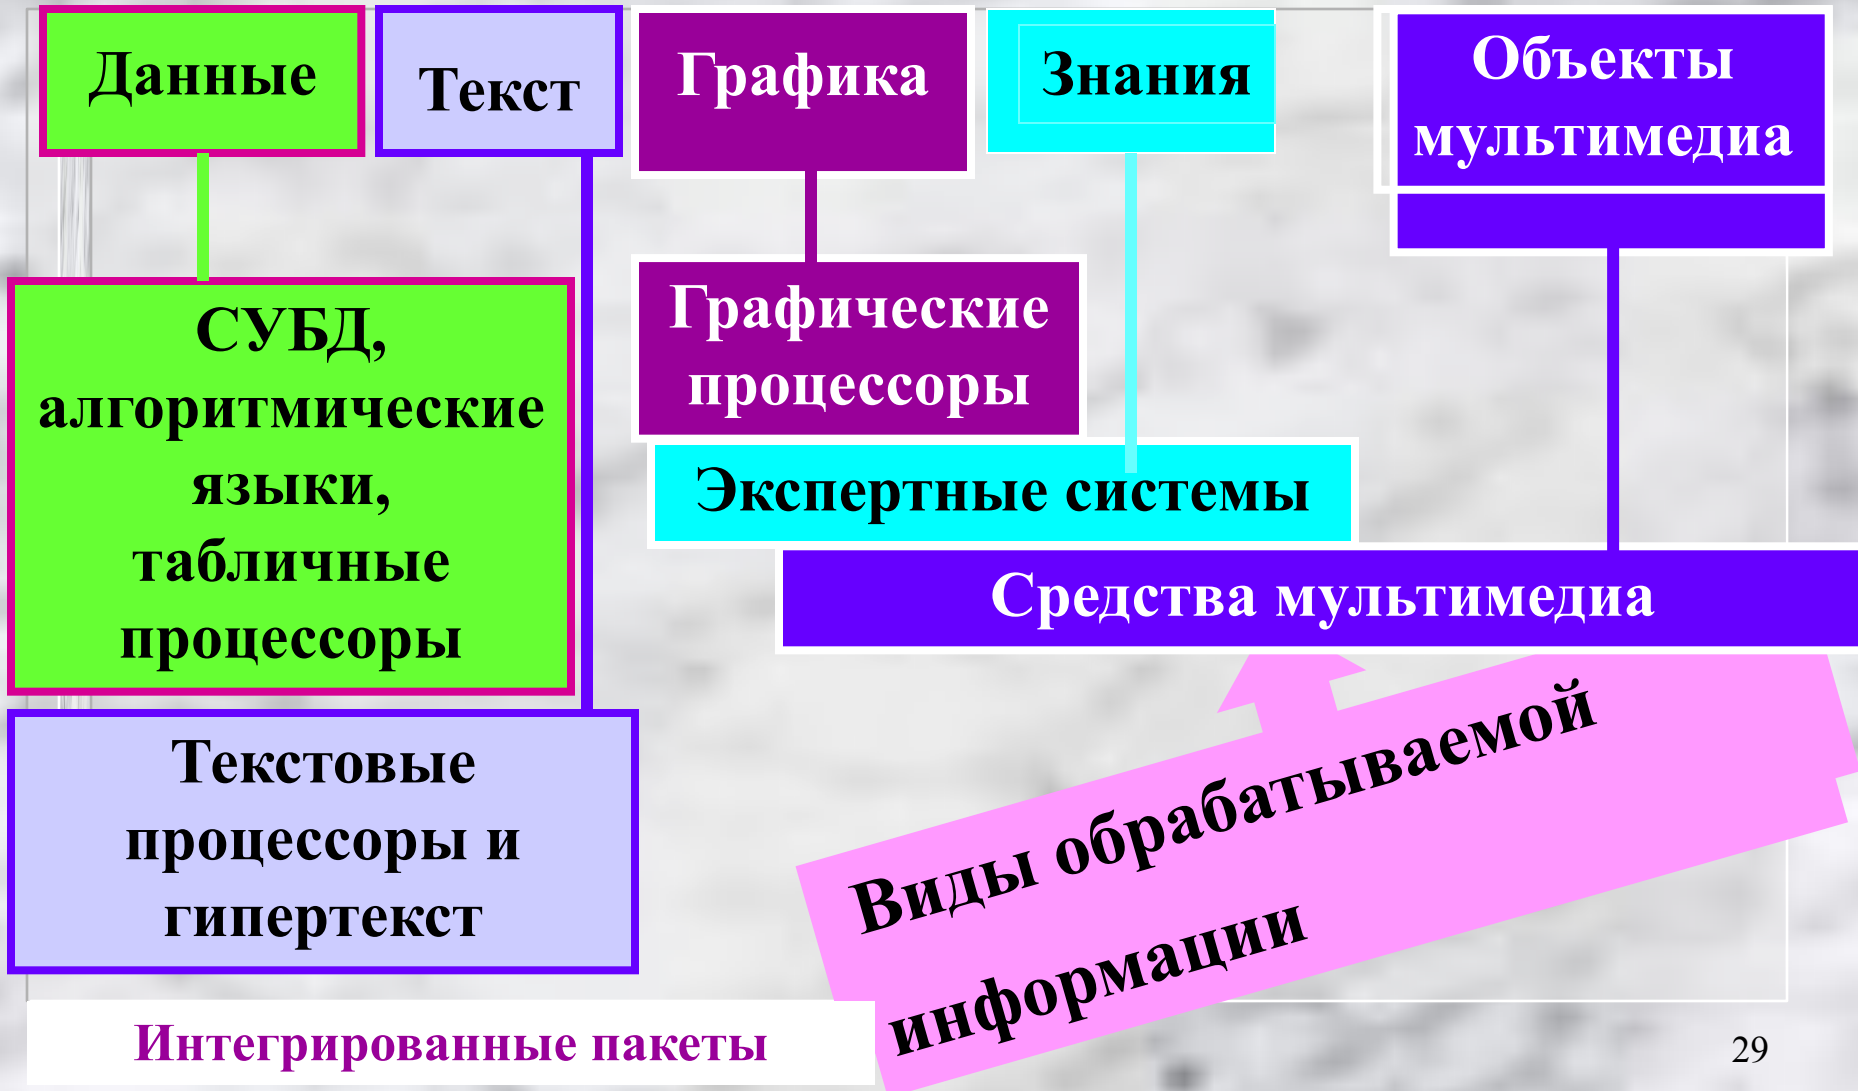 Данные
Текст
Графика
Знания
Объекты
мультимедиа
СУБД,
алгоритмические
языки,
табличные
процессоры
Графические
процессоры
Экспертные системы
Средства мультимедиа
Текстовые
процессоры и
гипертекст
Виды обрабатываемой
информации
Интегрированные пакеты
29